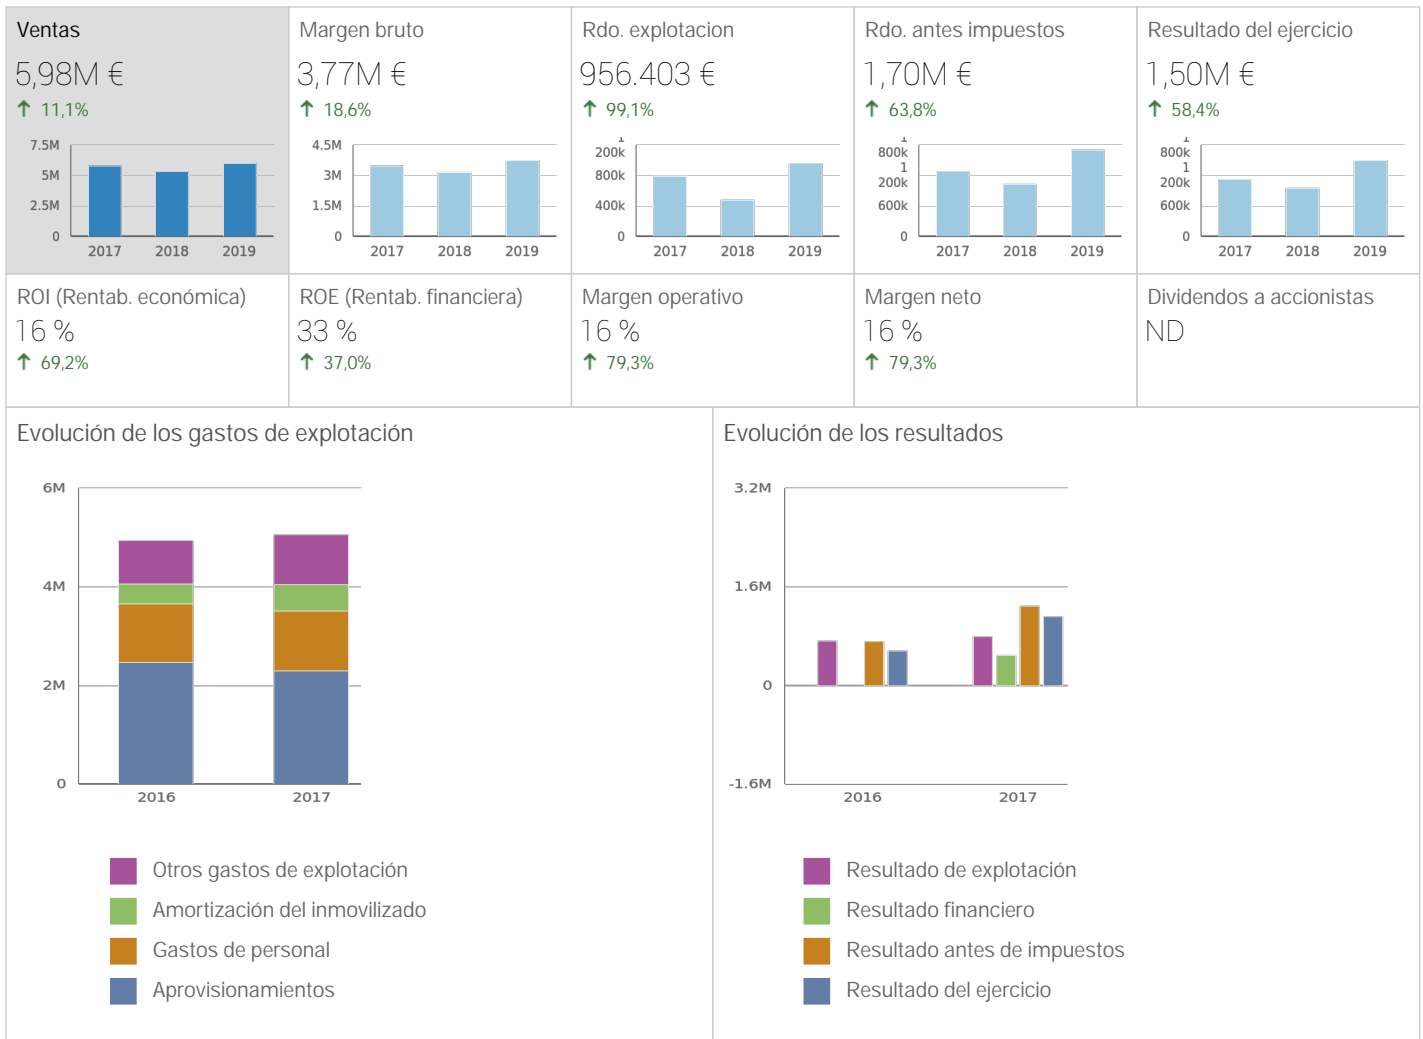 Ventas
5,98M €
↑ 11,1%
7.5M
5M
2.5M
0
2017 2018 2019
Margen bruto
3,77M €
↑ 18,6%
4.5M
3M
1.5M
0
2017 2018 2019
Rdo. explotacion
956.403 €
↑ 99,1%
1
200k
800k
400k
0
2017 2018 2019
Rdo. antes impuestos
1,70M €
↑ 63,8%
1
800k
1
200k
600k
0
2017 2018 2019
Resultado del ejercicio
1,50M €
↑ 58,4%
1
800k
1
200k
600k
0
2017 2018 2019
ROI (Rentab. económica)
16 %
↑ 69,2%
ROE (Rentab. financiera)
33 %
↑ 37,0%
Margen operativo
16 %
↑ 79,3%
Margen neto
16 %
↑ 79,3%
Dividendos a accionistas
ND
Evolución de los gastos de explotación
6M
4M
2M
0
2016 2017
Otros gastos de explotación
Amortización del inmovilizado
Gastos de personal
Aprovisionamientos
Evolución de los resultados
3.2M
1.6M
0
-1.6M
2016 2017
Resultado de explotación
Resultado financiero
Resultado antes de impuestos
Resultado del ejercicio